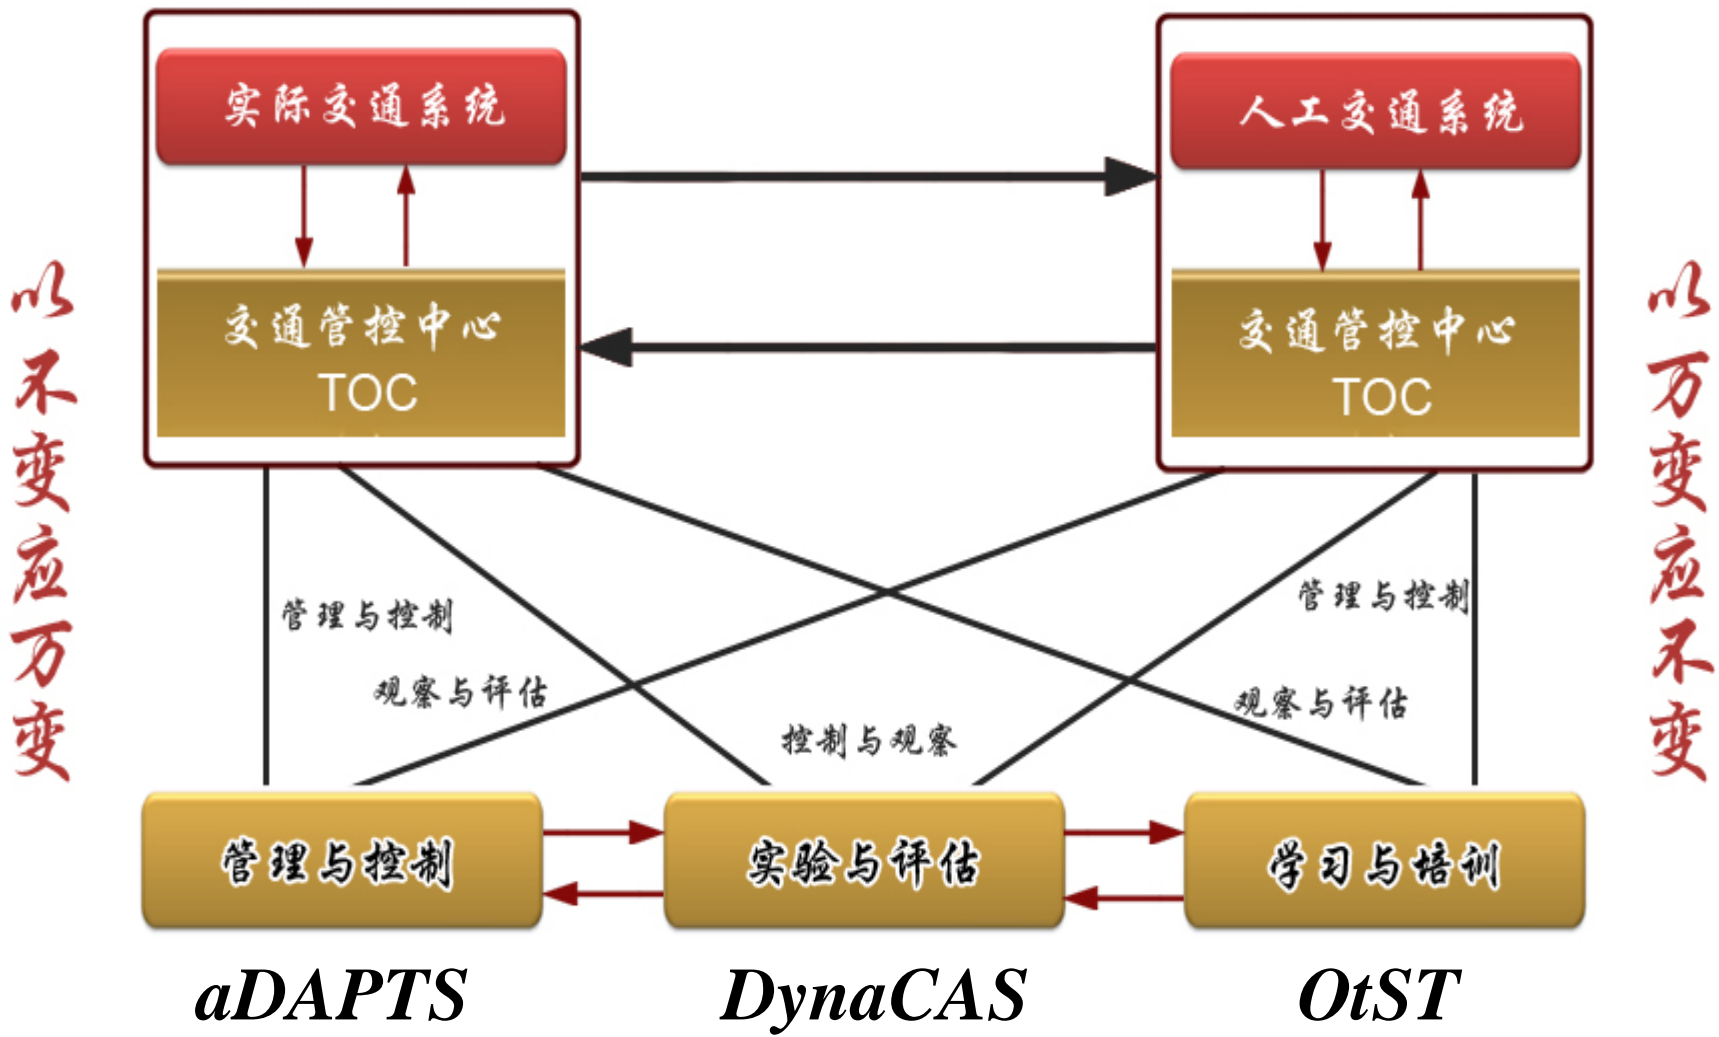 实际交通系统
交通管控中心
TOC
人工交通系统
交通管控中心
TOC
以不变应万变
以万变应不变
管理与控制
观察与评估
控制与观察
管理与控制
观察与评估
管理与控制
实验与评估
学习与培训
aDAPTS
DynaCAS
OtST